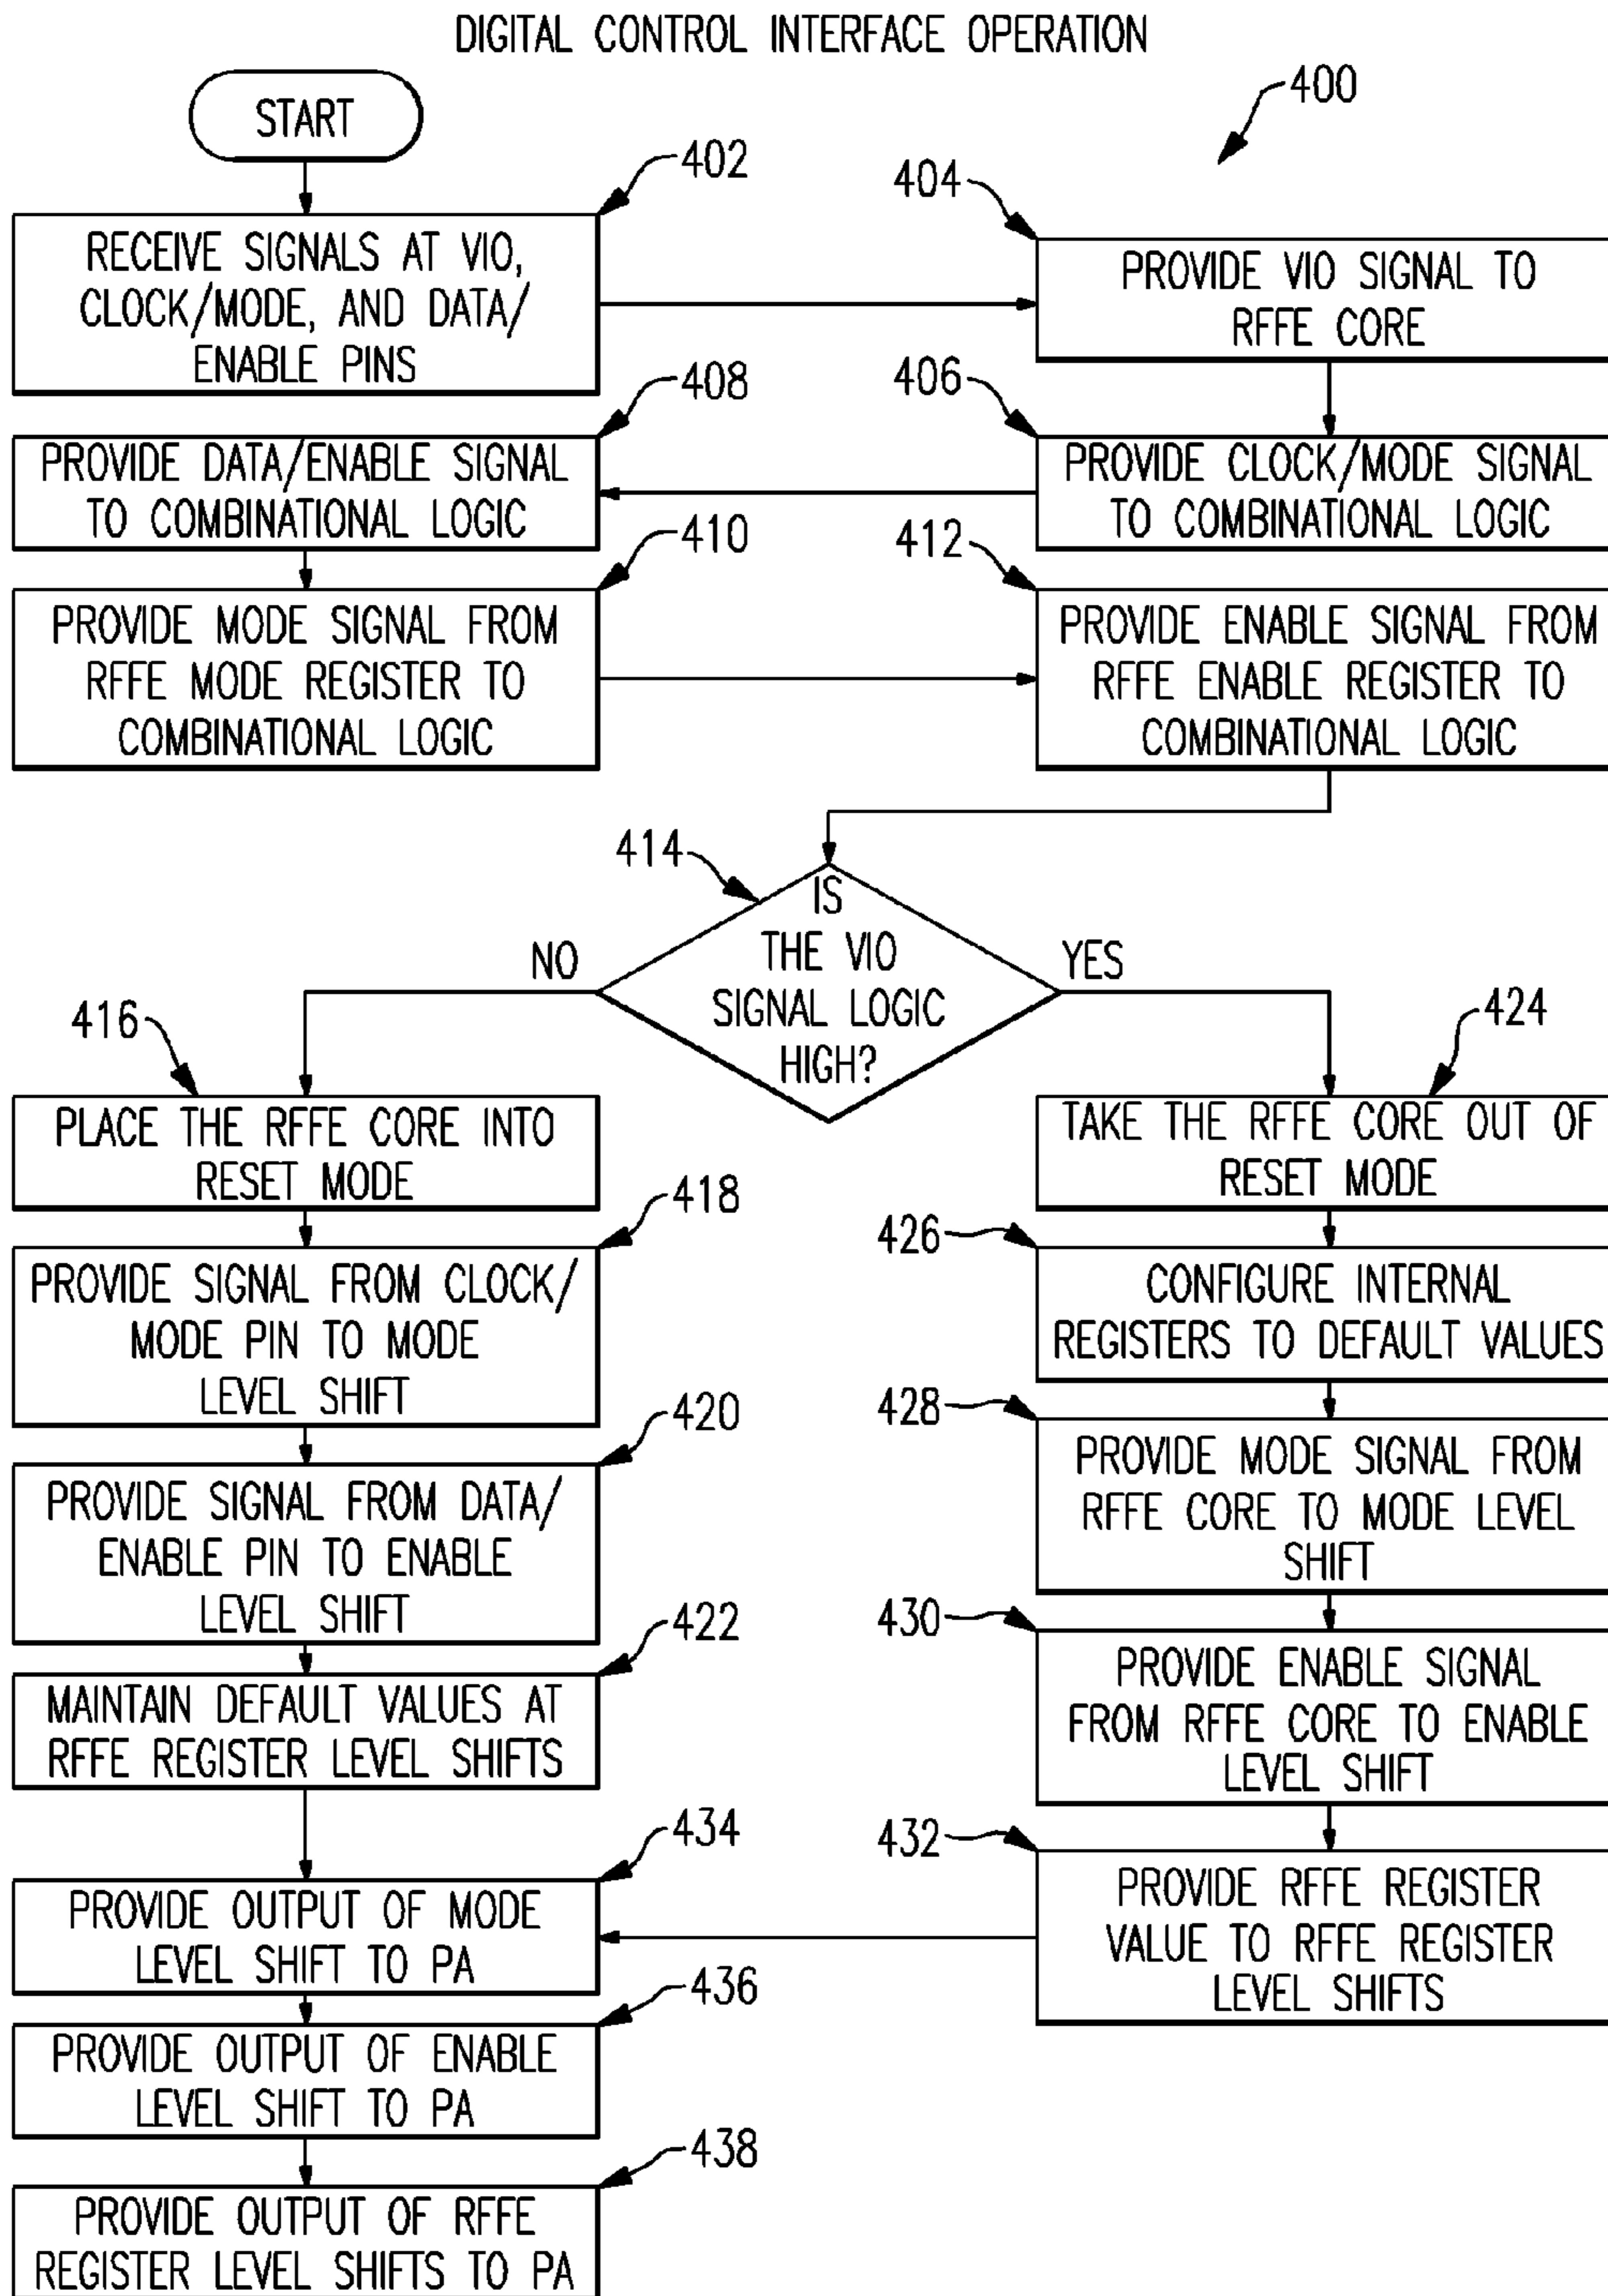 DIGITAL CONTROL INTERFACE OPERATION
400
START
402
RECEIVE SIGNALS AT VIO,
CLOCK/MODE, AND DATA/
ENABLE PINS
404
PROVIDE VIO SIGNAL TO
RFFE CORE
406
PROVIDE CLOCK/MODE SIGNAL
TO COMBINATIONAL LOGIC
408
PROVIDE DATA/ENABLE SIGNAL
TO COMBINATIONAL LOGIC
410
PROVIDE MODE SIGNAL FROM
RFFE MODE REGISTER TO
COMBINATIONAL LOGIC
412
PROVIDE ENABLE SIGNAL FROM
RFFE ENABLE REGISTER TO
COMBINATIONAL LOGIC
414
IS
THE VIO
SIGNAL LOGIC
HIGH?
NO
YES
416
PLACE THE RFFE CORE INTO
RESET MODE
418
PROVIDE SIGNAL FROM CLOCK/
MODE PIN TO MODE
LEVEL SHIFT
420
PROVIDE SIGNAL FROM DATA/
ENABLE PIN TO ENABLE
LEVEL SHIFT
422
MAINTAIN DEFAULT VALUES AT
RFFE REGISTER LEVEL SHIFTS
424
TAKE THE RFFE CORE OUT OF
RESET MODE
426
CONFIGURE INTERNAL
REGISTERS TO DEFAULT VALUES
428
PROVIDE MODE SIGNAL FROM
RFFE CORE TO MODE LEVEL
SHIFT
430
PROVIDE ENABLE SIGNAL
FROM RFFE CORE TO ENABLE
LEVEL SHIFT
432
PROVIDE RFFE REGISTER
VALUE TO RFFE REGISTER
LEVEL SHIFTS
434
PROVIDE OUTPUT OF MODE
LEVEL SHIFT TO PA
436
PROVIDE OUTPUT OF ENABLE
LEVEL SHIFT TO PA
438
PROVIDE OUTPUT OF RFFE
REGISTER LEVEL SHIFTS TO PA